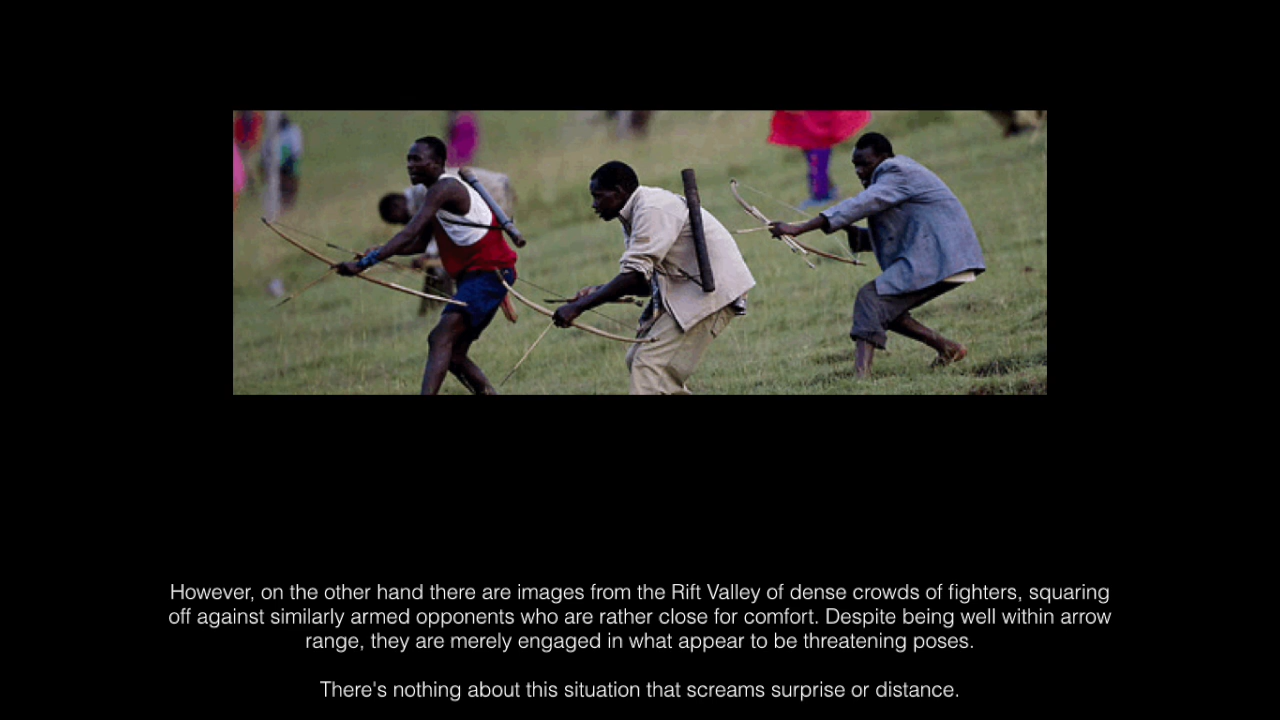 However, on the other hand there are images from the Rift Valley of dense crowds of fighters, squaring
off against similarly armed opponents who are rather close for comfort. Despite being well within arrow
range, they are merely engaged in what appear to be threatening poses.
There's nothing about this situation that screams surprise or distance.